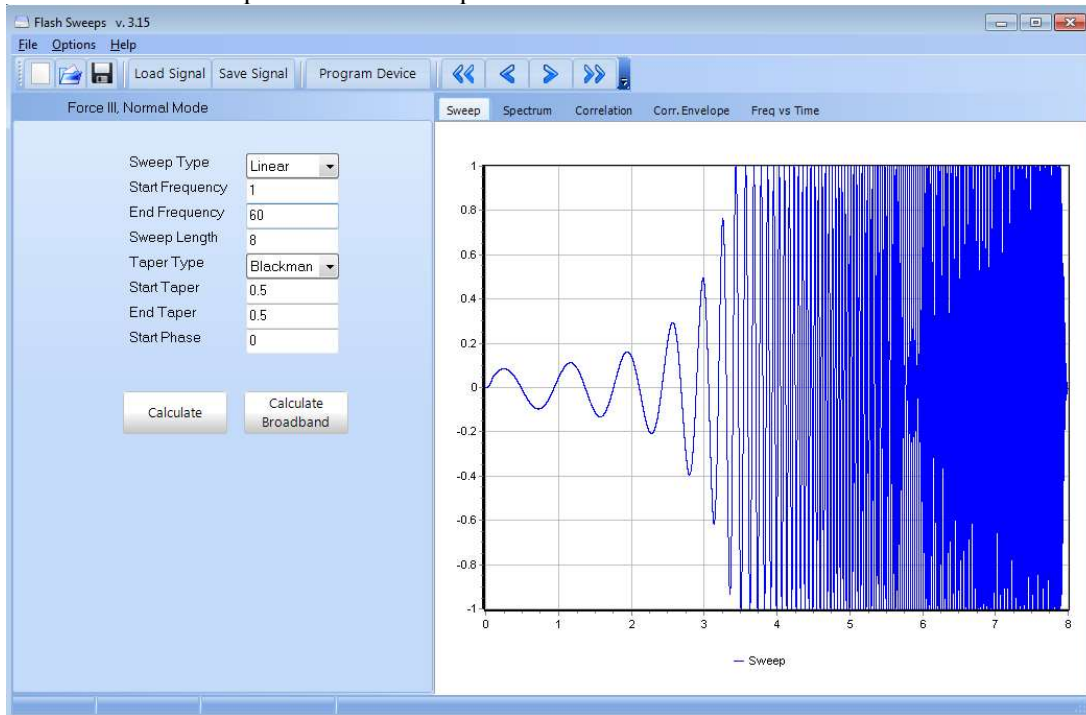 Flash Sweeps v. 3.15
File Options Help
Load Signal Save Signal Program Device
Force III, Normal Mode
Sweep Spectrum Correlation Corr. Envelope Freq vs Time
Sweep Type Linear
Start Frequency 1
End Frequency 60
Sweep Length 8
Taper Type Blackman
Start Taper 0.5
End Taper 0.5
Start Phase 0
Calculate
Calculate
Broadband
1
0.8
0.6
0.4
0.2
0
-0.2
-0.4
-0.6
-0.8
-1
0 1 2 3 4 5 6 7 8
Sweep